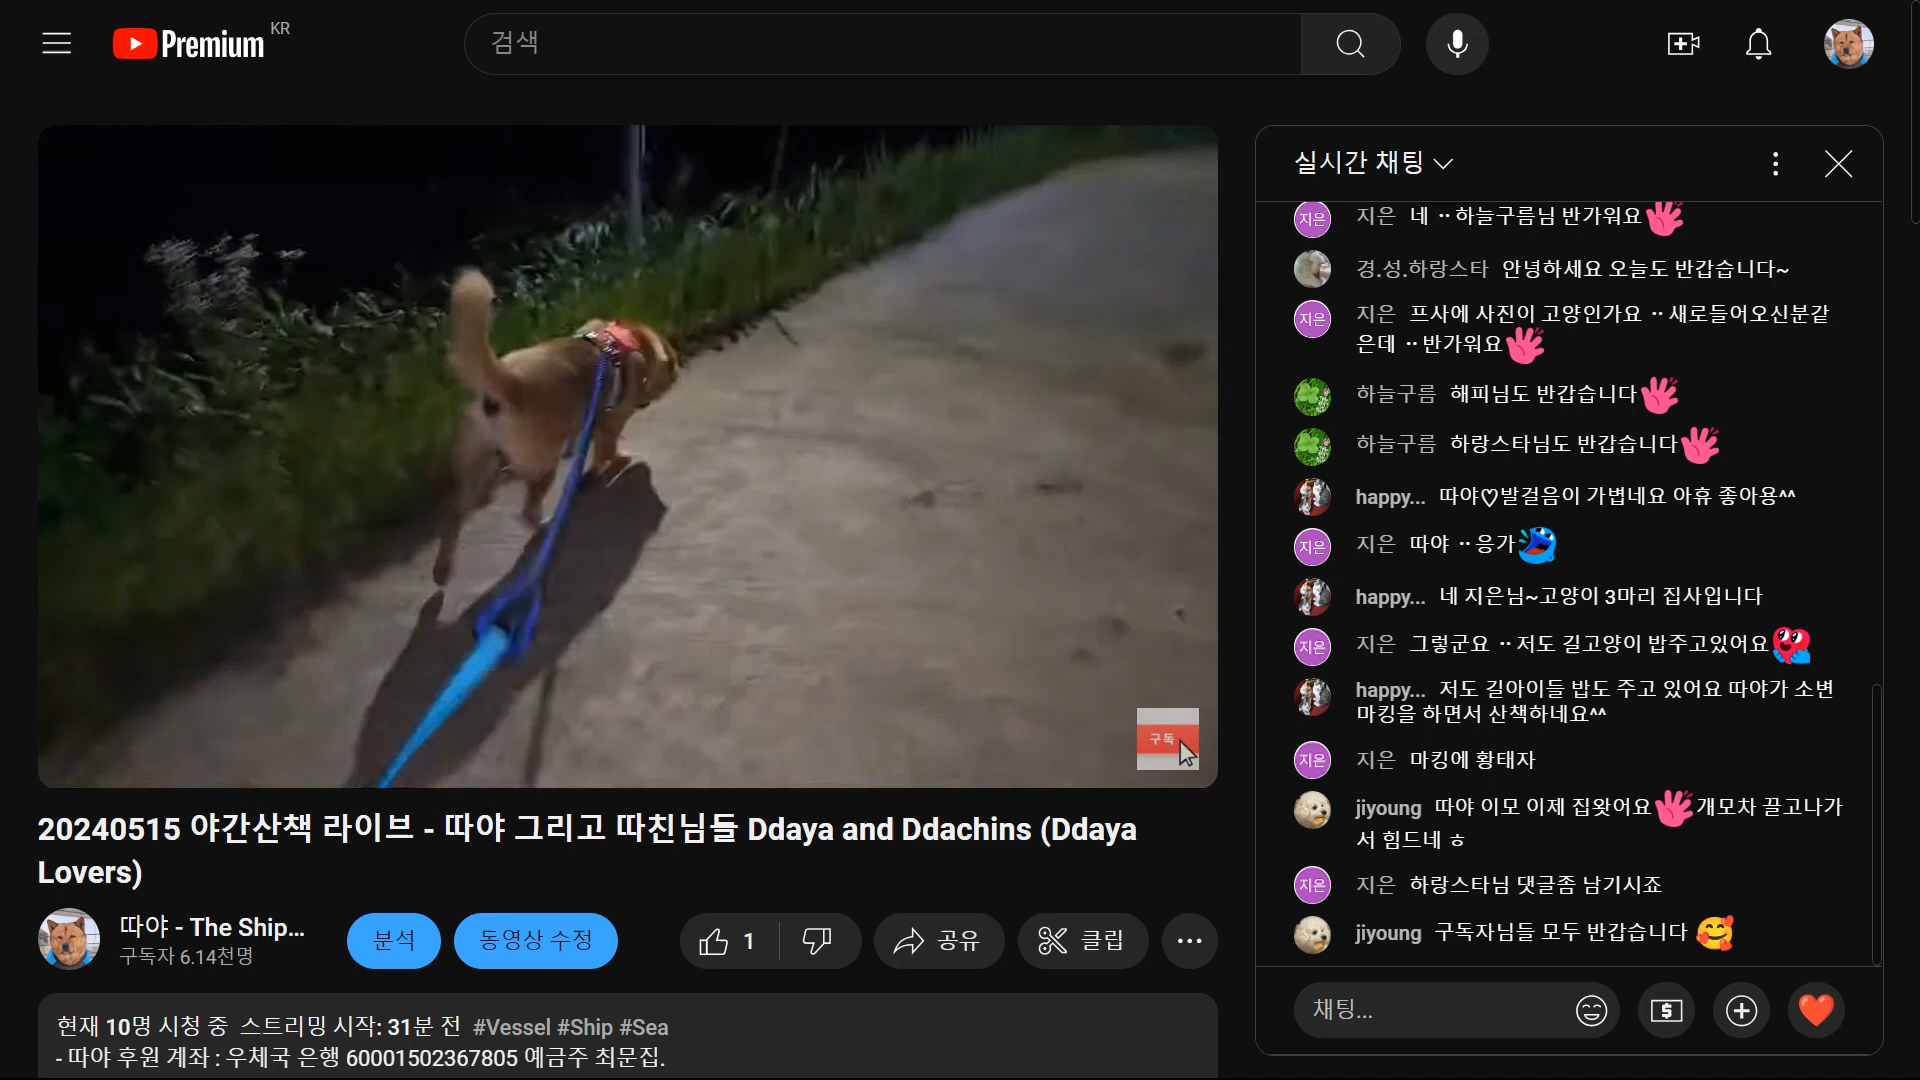 Premium KR
검색
구독
20240515 야간산책 라이브 - 따야 그리고 따친님들 Ddaya and Ddachins (Ddaya
Lovers)
따야 - The Ship...
구독자 6.14천명
분석
동영상 수정
1
공유
클립
현재 10명 시청 중 스트리밍 시작: 31분 전 #Vessel #Ship #Sea
- 따야 후원 계좌 : 우체국 은행 60001502367805 예금주 최문집.
실시간 채팅
지은 지은 네 ··하늘구름님 반가워요
경.성.하랑스타 안녕하세요 오늘도 반갑습니다~
지은 지은 프사에 사진이 고양인가요 ··새로들어오신분같
은데 ··반가워요
하늘구름 해피님도 반갑습니다
하늘구름 하랑스타님도 반갑습니다
happy... 따야♡발걸음이 가볍네요 아휴 좋아용^^
지은 지은 따야 ··응가
happy... 네 지은님~고양이 3마리 집사입니다
지은 지은 그렇군요 ··저도 길고양이 밥주고있어요
happy... 저도 길아이들 밥도 주고 있어요 따야가 소변
마킹을 하면서 산책하네요^^
지은 지은 마킹에 황태자
jiyoung 따야 이모 이제 집왓어요 개모차 끌고나가
서 힘드네 ㅎ
지은 지은 하랑스타님 댓글좀 남기시죠
jiyoung 구독자님들 모두 반갑습니다 🥰
채팅...